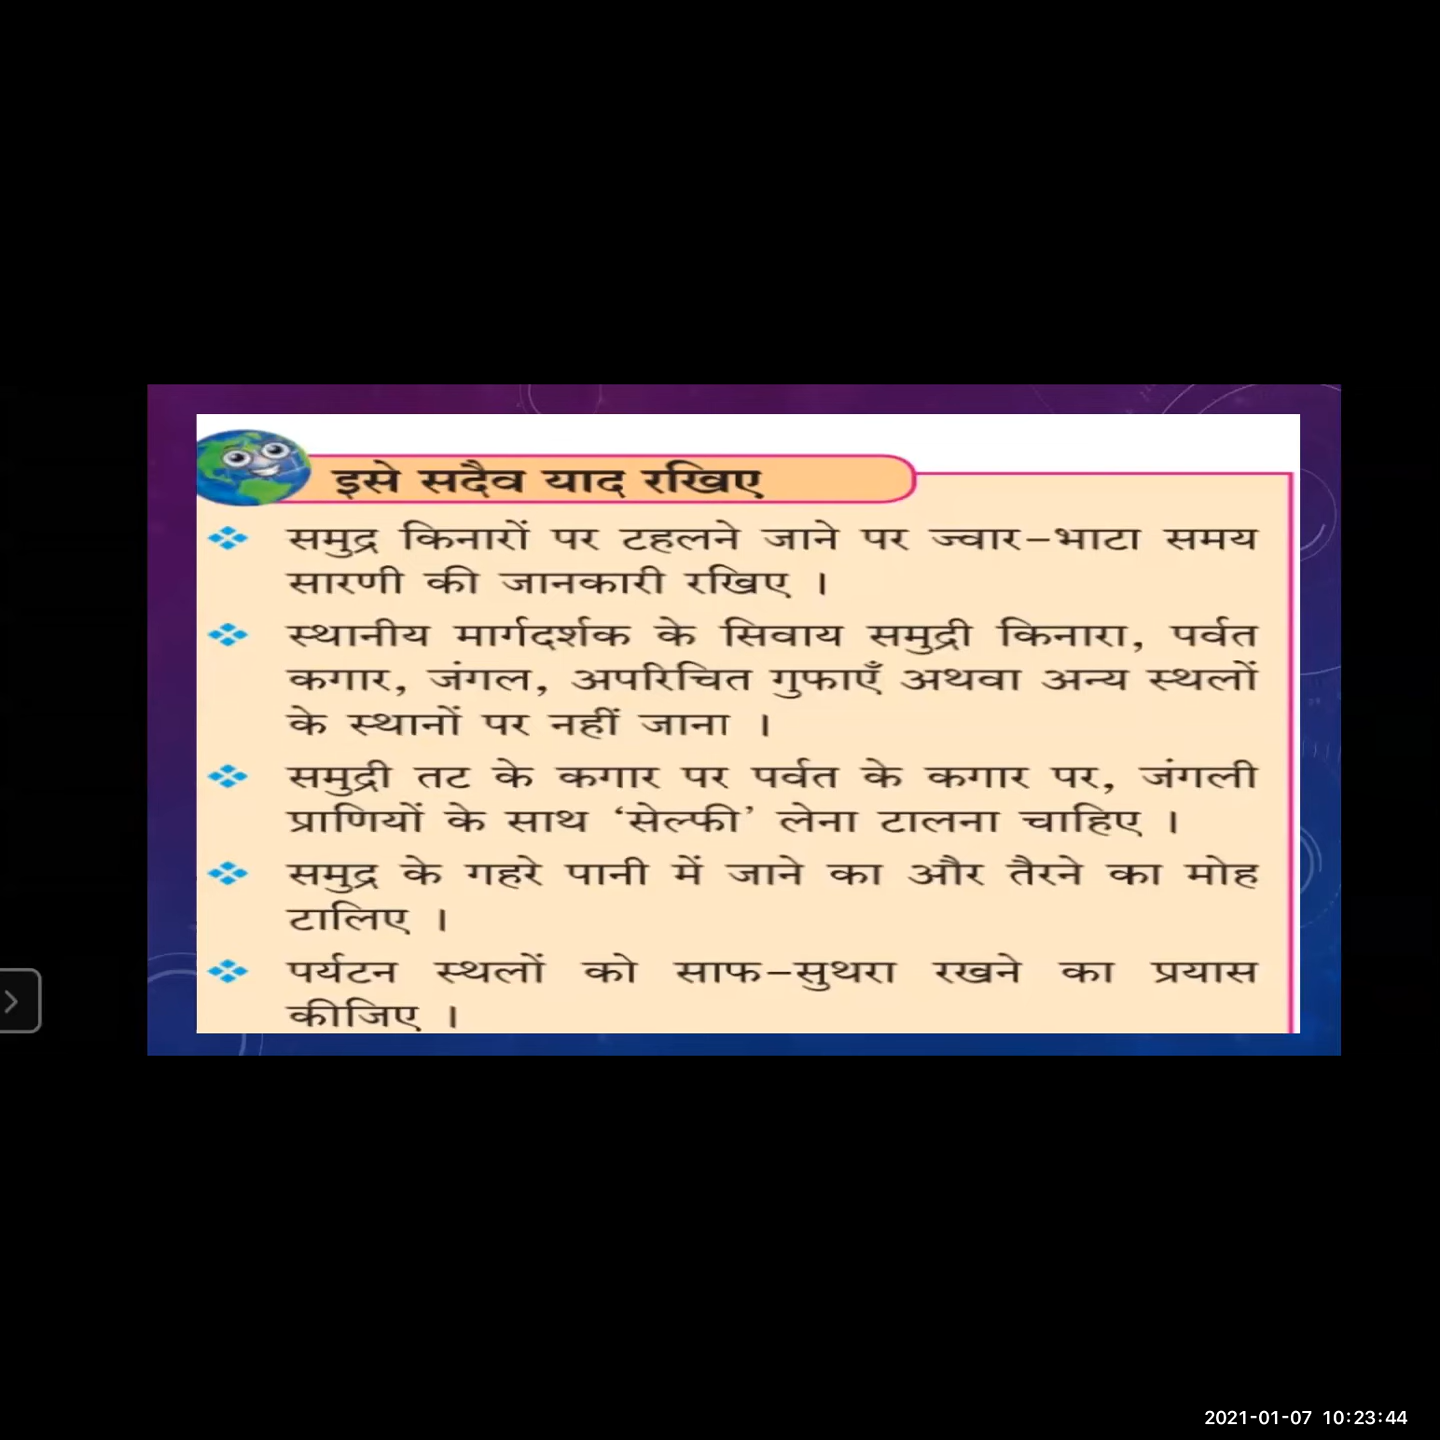 इसे सदैव याद रखिए
समुद्र किनारों पर टहलने जाने पर ज्वार-भाटा समय
सारणी की जानकारी रखिए ।
स्थानीय मार्गदर्शक के सिवाय समुद्री किनारा, पर्वत
कगार, जंगल, अपरिचित गुफाएँ अथवा अन्य स्थलों
के स्थानों पर नहीं जाना ।
समुद्री तट के कगार पर पर्वत के कगार पर, जंगली
प्राणियों के साथ ‘सेल्फी’ लेना टालना चाहिए ।
समुद्र के गहरे पानी में जाने का और तैरने का मोह
टालिए ।
पर्यटन स्थलों को साफ-सुथरा रखने का प्रयास
कीजिए ।
2021-01-07 10:23:44